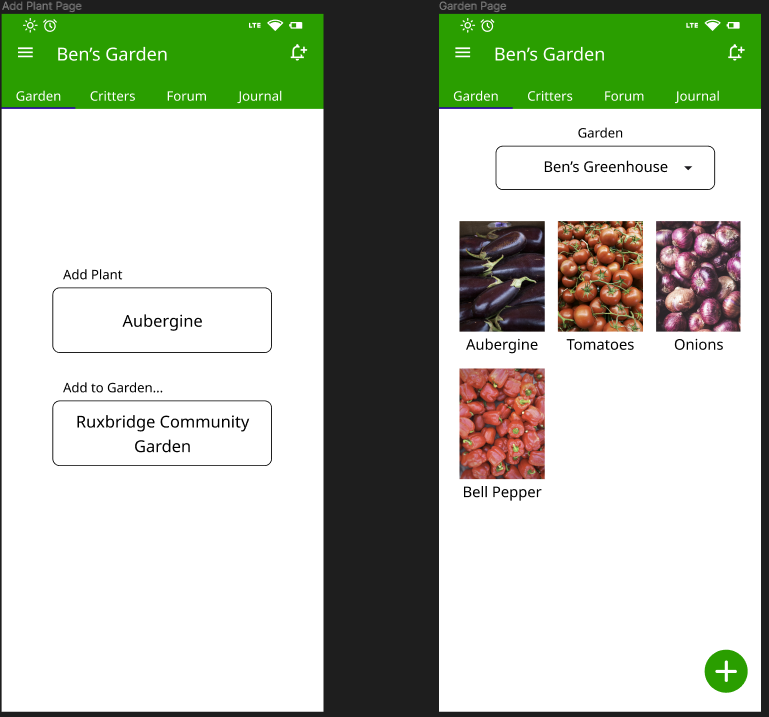 Add Plant Page
LTE
Ben's Garden
Garden Critters Forum Journal
Add Plant
Aubergine
Add to Garden...
Ruxbridge Community
Garden
Garden Page
LTE
Ben's Garden
Garden Critters Forum Journal
Garden
Ben's Greenhouse
Aubergine Tomatoes Onions
Bell Pepper